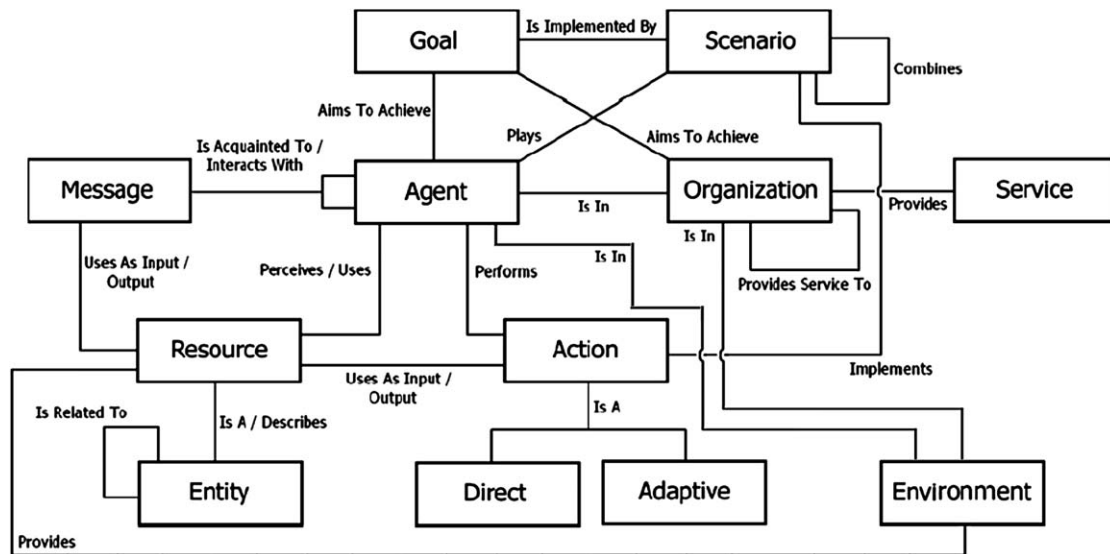 Goal
Is Implemented By
Scenario
Combines
Aims To Achieve
Plays
Aims To Achieve
Is Acquainted To /
Interacts With
Message
Agent
Is In
Organization
Provides
Service
Is In
Is In
Uses As Input /
Output
Perceives / Uses
Performs
Provides Service To
Resource
Action
Uses As Input /
Output
Implements
Is Related To
Is A / Describes
Is A
Entity
Direct
Adaptive
Environment
Provides